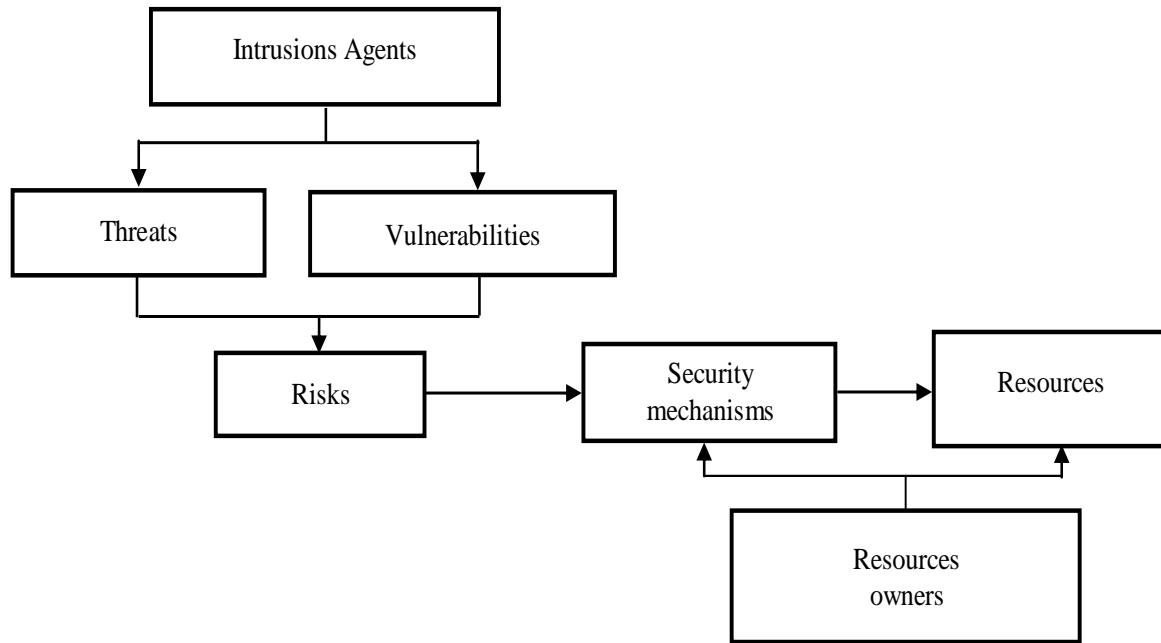 Intrusions Agents
Threats
Vulnerabilities
Risks
Security
mechanisms
Resources
Resources
owners